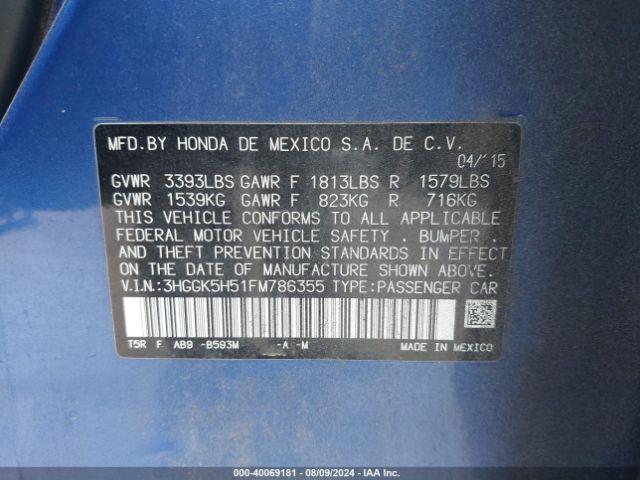 MFD.BY HONDA DE MEXICO S.A. DE C.V.
04/'15
GVWR 3393LBS GAWR F 1813LBS R 1579LBS
GVWR 1539KG GAWR F 823KG R 716KG
THIS VEHICLE CONFORMS TO ALL APPLICABLE
FEDERAL MOTOR VEHICLE SAFETY . BUMPER .
AND THEFT PREVENTION STANDARDS IN EFFECT
ON THE DATE OF MANUFACTURE SHOWN ABOVE.
V.I.N.:3HGGK5H51FM786355 TYPE:PASSENGER CAR
T5R F AB9 -B593M -A -M MADE IN MEXICO
000-40069181 - 08/09/2024 - IAA Inc.